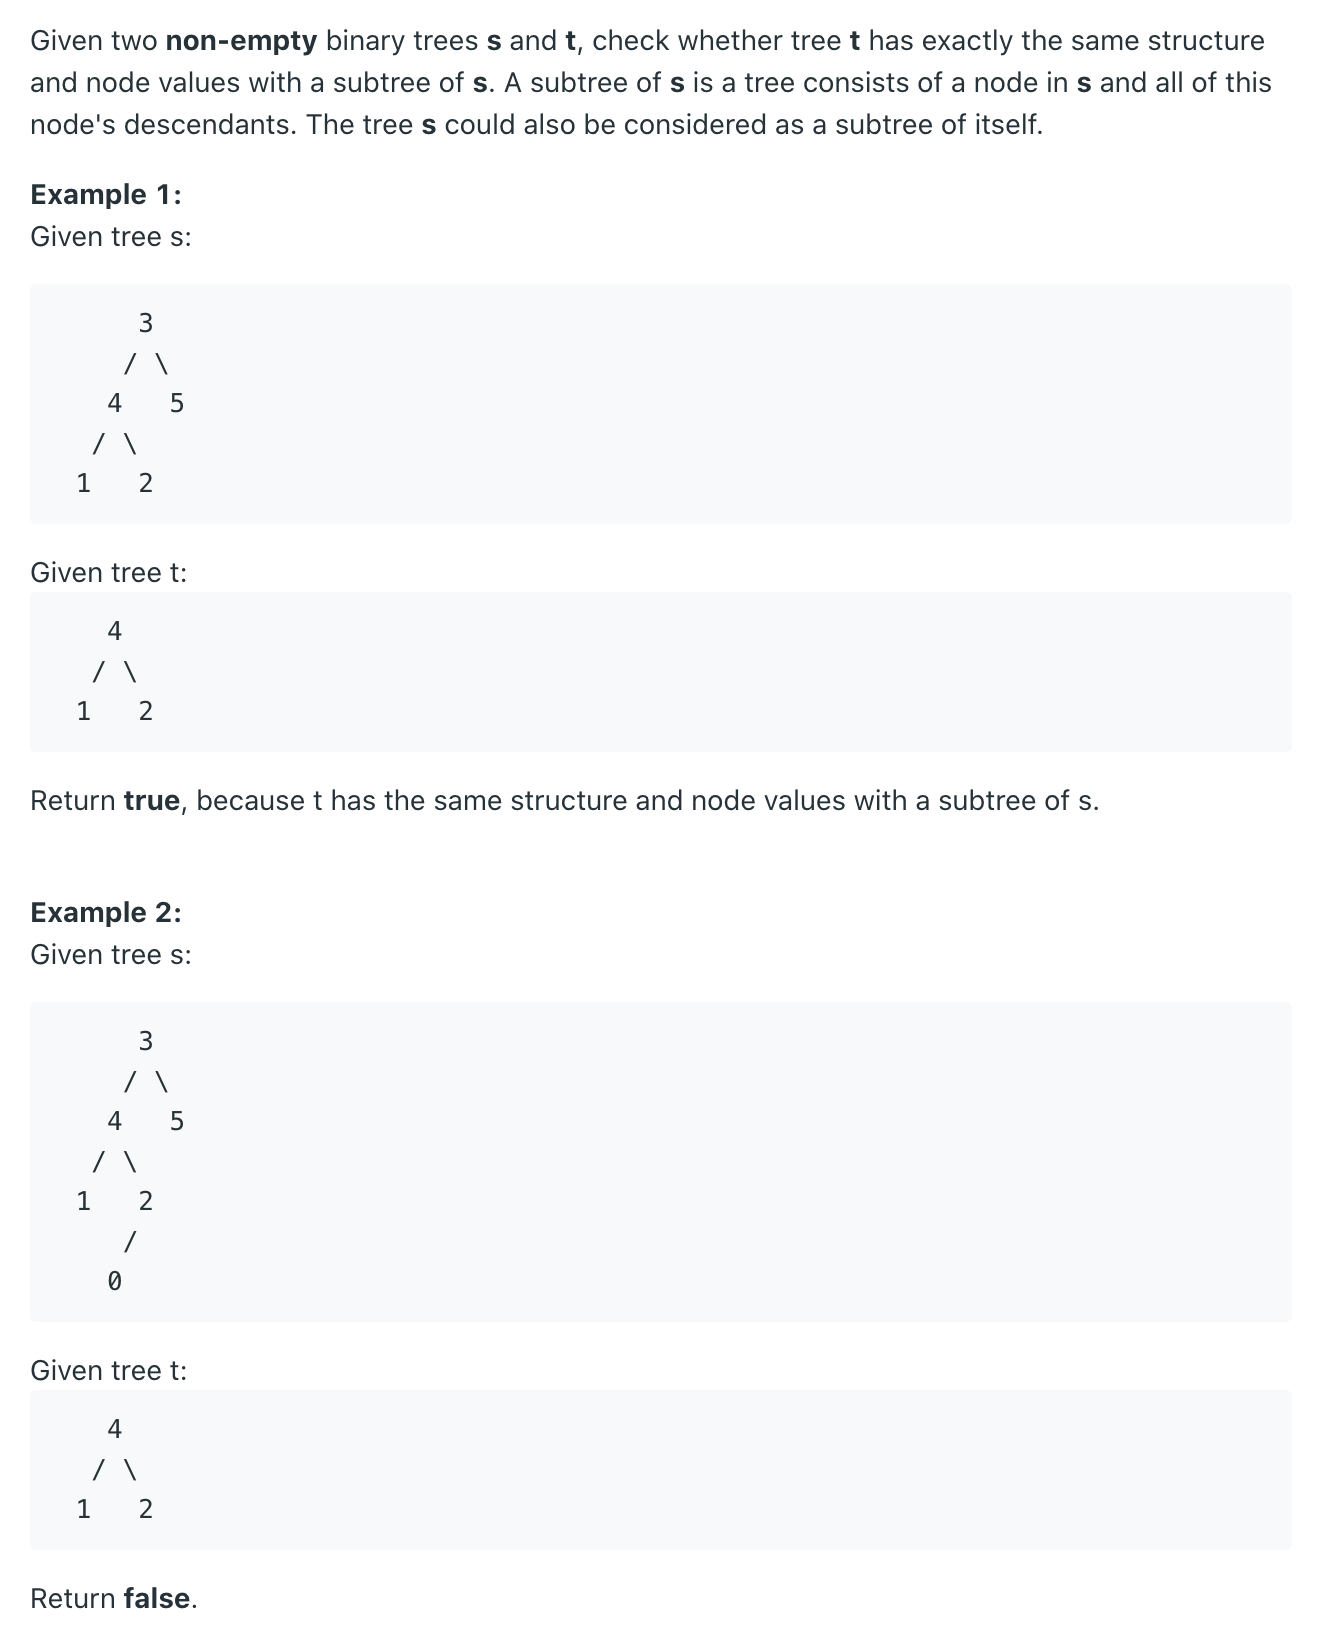 Given two non-empty binary trees s and t, check whether tree t has exactly the same structure
and node values with a subtree of s. A subtree of s is a tree consists of a node in s and all of this
node's descendants. The tree s could also be considered as a subtree of itself.
Example 1:
Given tree s:
3
/ \
4 5
/ \
1 2
Given tree t:
4
/ \
1 2
Return true, because t has the same structure and node values with a subtree of s.
Example 2:
Given tree s:
3
/ \
4 5
/ \
1 2
/
0
Given tree t:
4
/ \
1 2
Return false.